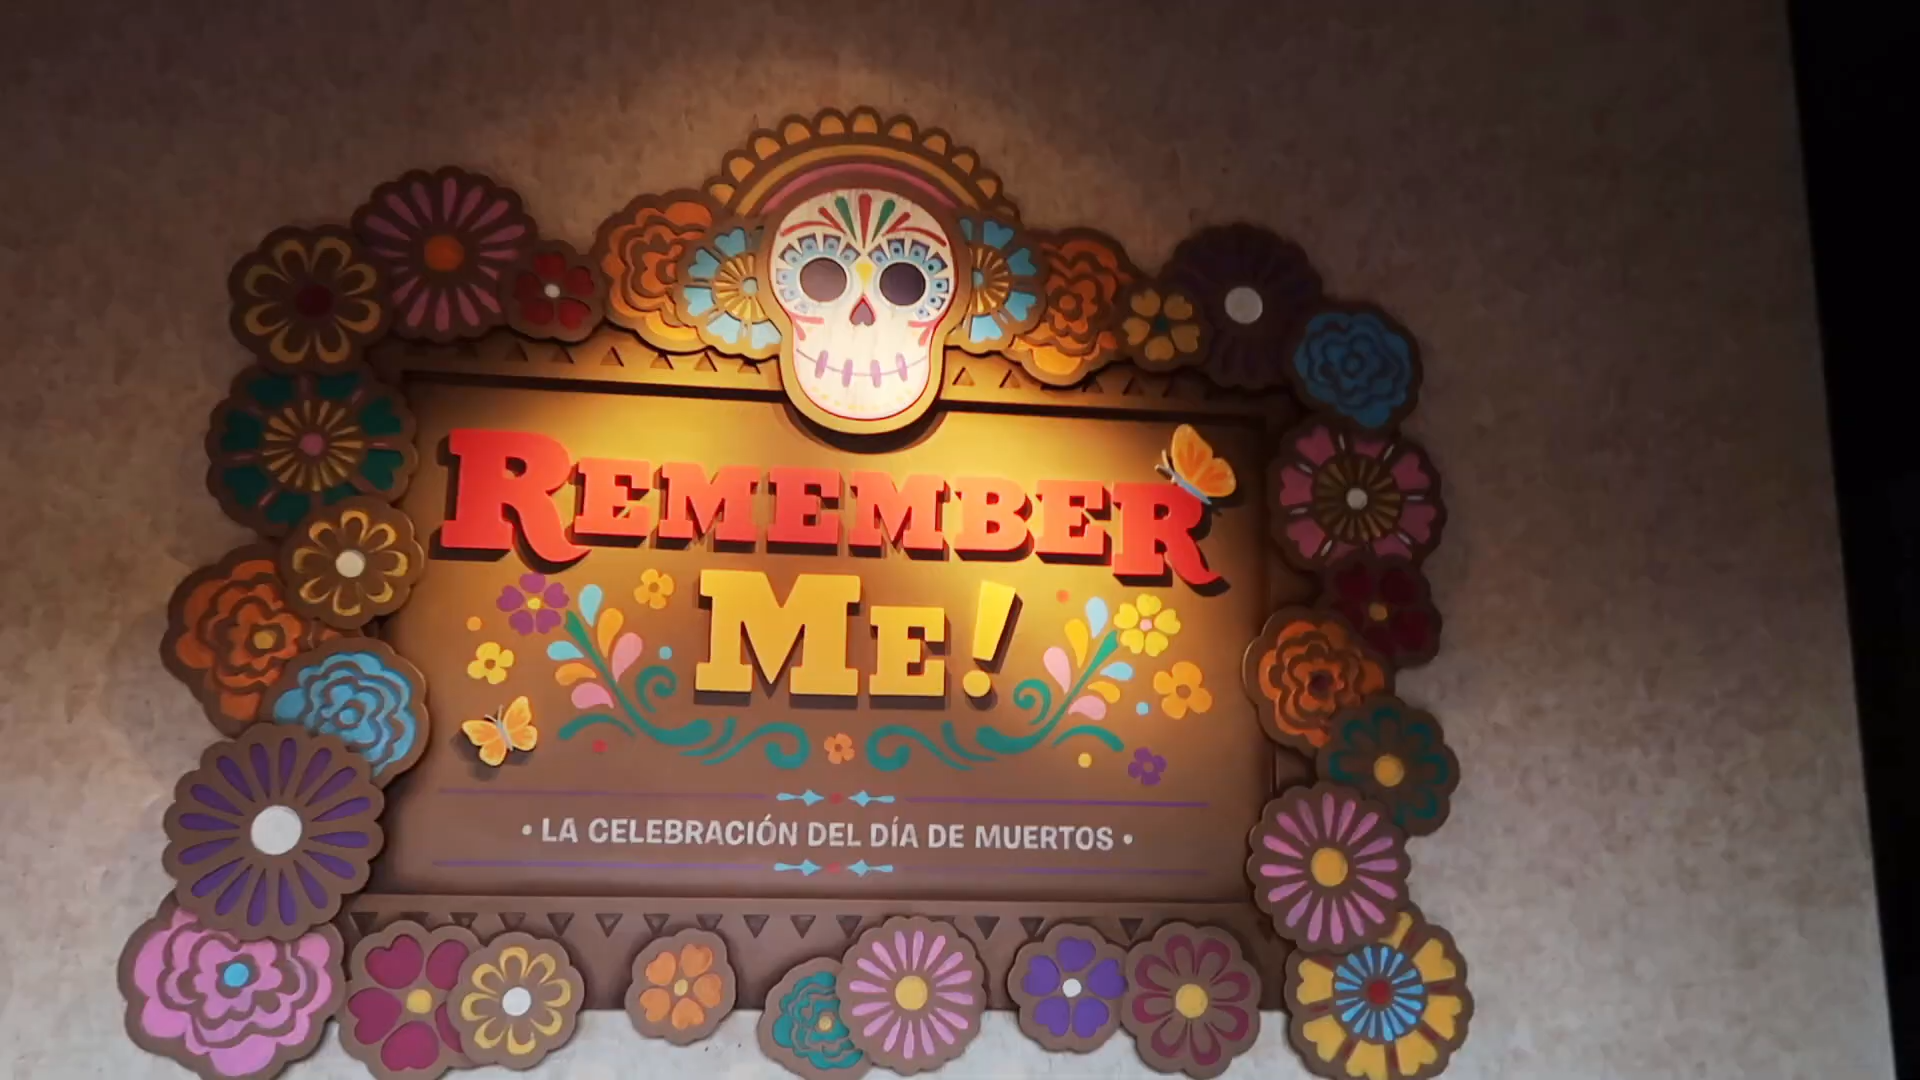 REMEMBER
ME!
• LA CELEBRACIÓN DEL DÍA DE MUERTOS •